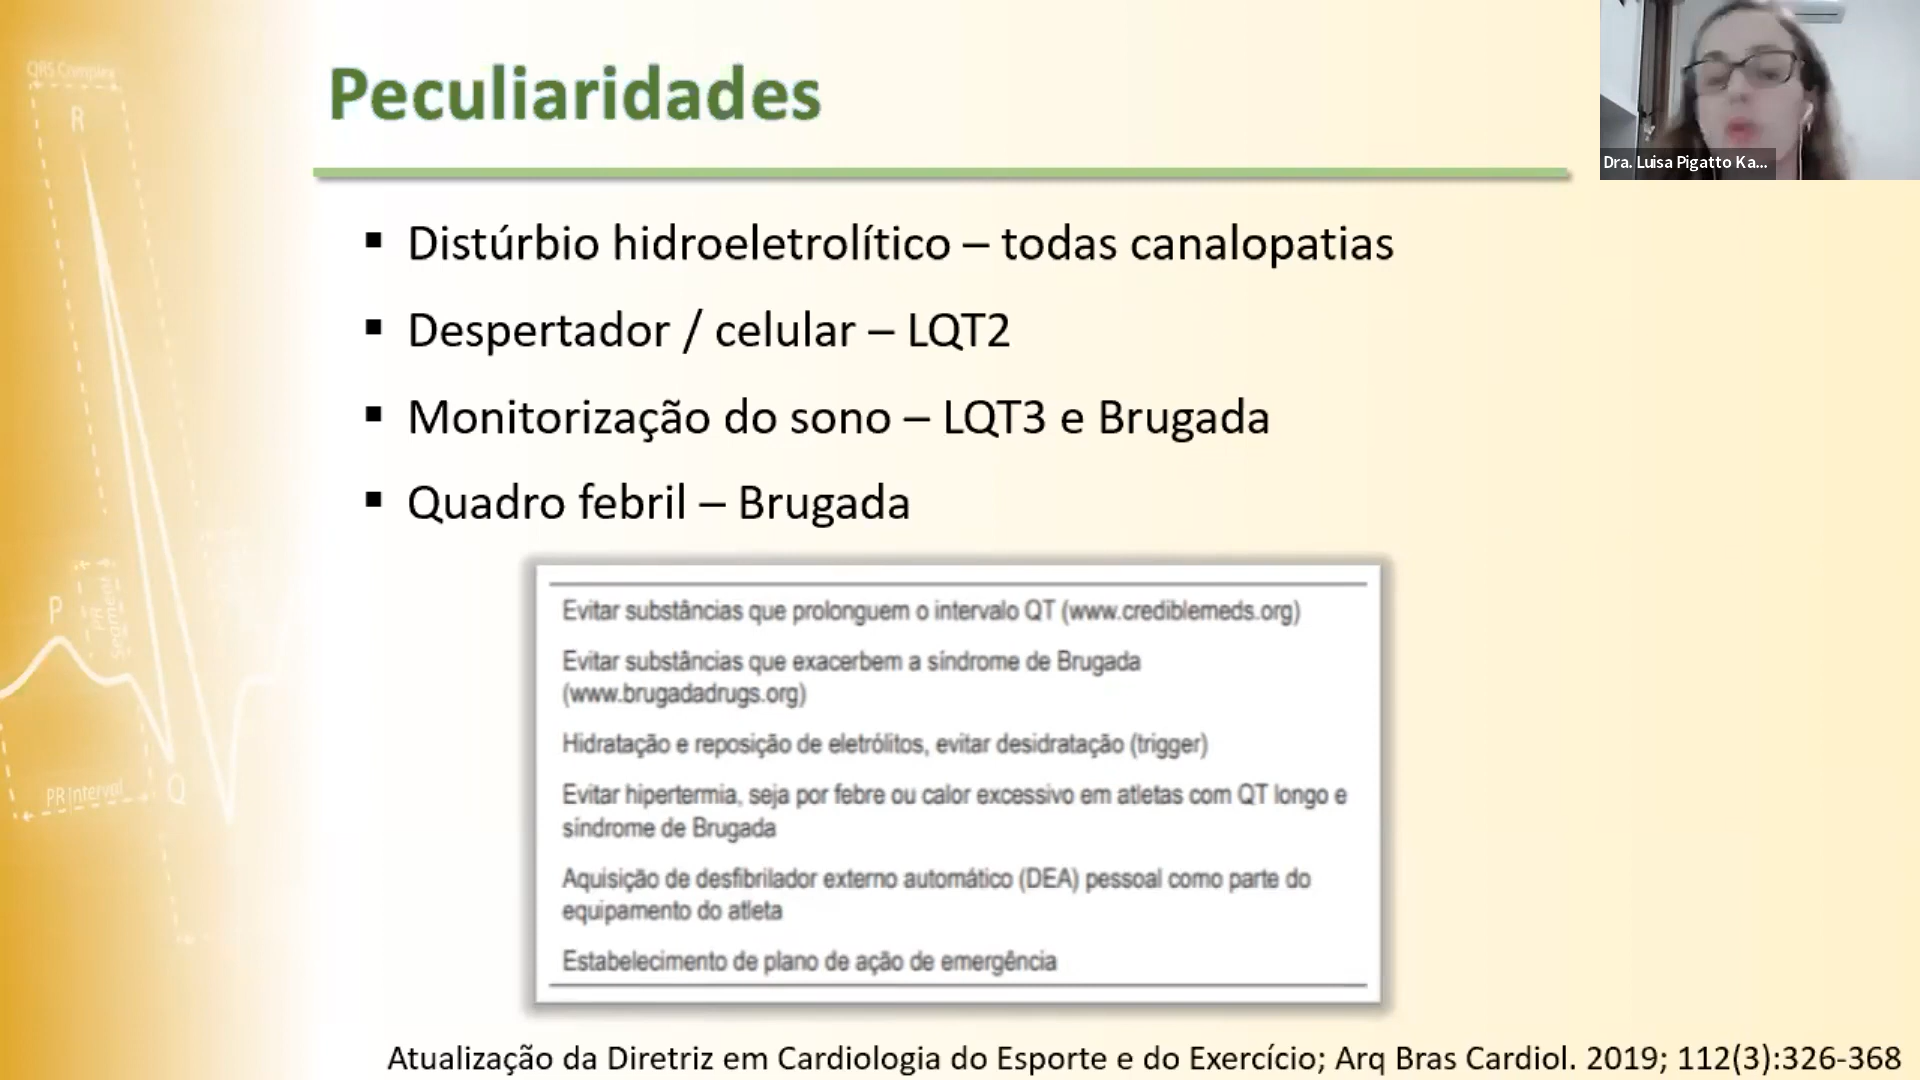 QRS Complex
R
P
PR Segment
PR Interval
Q
Peculiaridades
Dra. Luisa Pigatto Ka...
▪ Distúrbio hidroeletrolítico – todas canalopatias
▪ Despertador / celular – LQT2
▪ Monitorização do sono – LQT3 e Brugada
▪ Quadro febril – Brugada
Evitar substâncias que prolonguem o intervalo QT (www.crediblemeds.org)
Evitar substâncias que exacerbem a síndrome de Brugada
(www.brugadadrugs.org)
Hidratação e reposição de eletrólitos, evitar desidratação (trigger)
Evitar hipertermia, seja por febre ou calor excessivo em atletas com QT longo e
síndrome de Brugada
Aquisição de desfibrilador externo automático (DEA) pessoal como parte do
equipamento do atleta
Estabelecimento de plano de ação de emergência
Atualização da Diretriz em Cardiologia do Esporte e do Exercício; Arq Bras Cardiol. 2019; 112(3):326-368